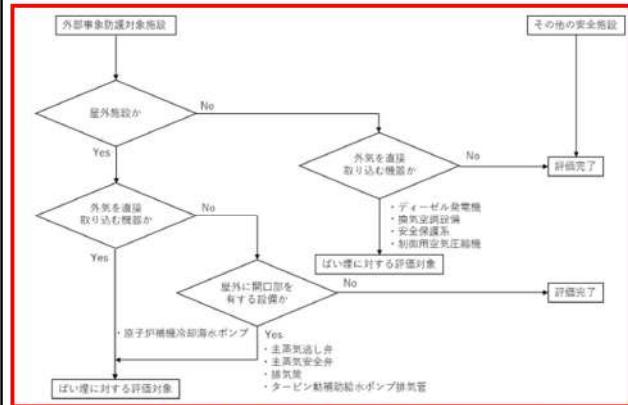 外部事象防護対象施設
その他の安全施設
屋外施設か
No
Yes
外気を直接
取り込む機器か
No
評価完了
・ディーゼル発電機
・換気空調設備
・安全保護系
・制御用空気圧縮機
ばい煙に対する評価対象
外気を直接
取り込む機器か
No
Yes
屋外に開口部を
有する設備か
No
評価完了
・原子炉補機冷却海水ポンプ
Yes
・主蒸気逃し弁
・主蒸気安全弁
・排気筒
・タービン動補助給水ポンプ排気管
ばい煙に対する評価対象